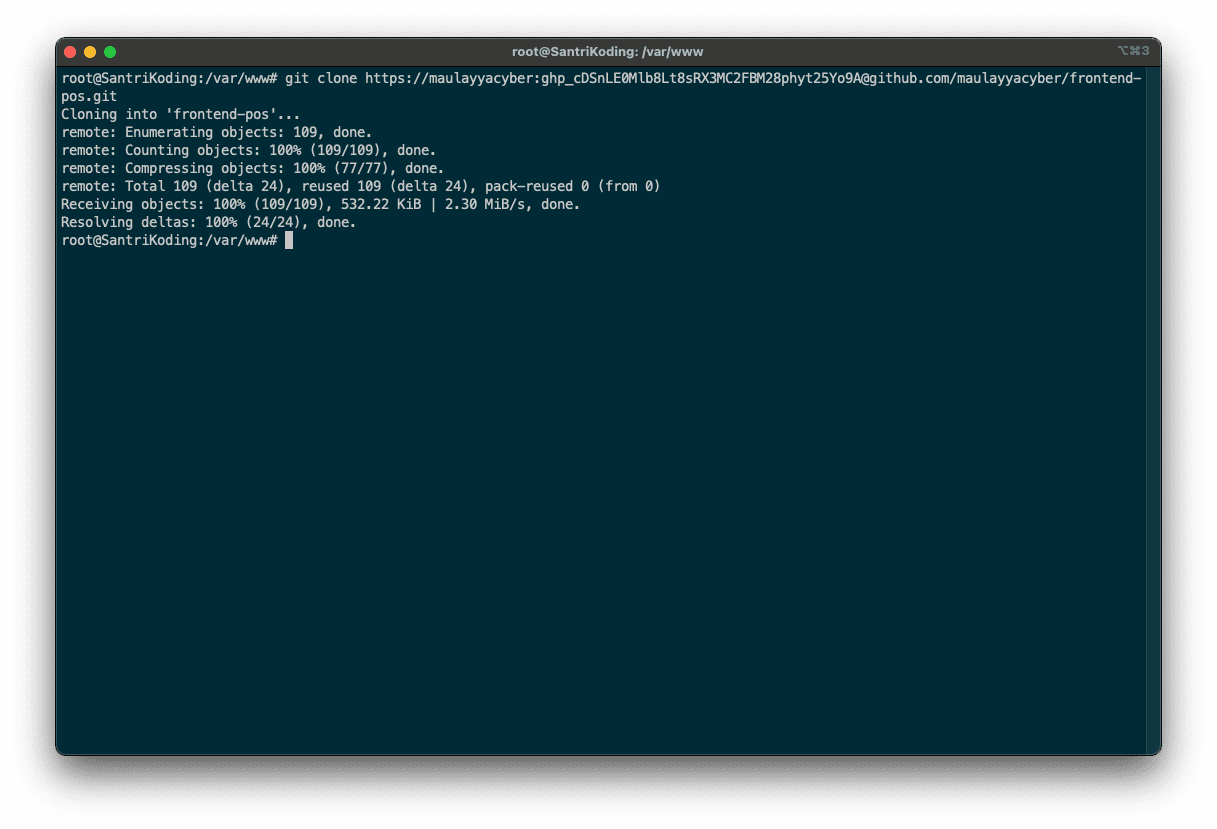 root@SantriKoding: /var/www
⌥⌘3
root@SantriKoding:/var/www# git clone https://maulayyacyber: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@github.com/maulayyacyber/frontend-
pos.git
Cloning into 'frontend-pos'...
remote: Enumerating objects: 109, done.
remote: Counting objects: 100% (109/109), done.
remote: Compressing objects: 100% (77/77), done.
remote: Total 109 (delta 24), reused 109 (delta 24), pack-reused 0 (from 0)
Receiving objects: 100% (109/109), 532.22 KiB | 2.30 MiB/s, done.
Resolving deltas: 100% (24/24), done.
root@SantriKoding:/var/www#